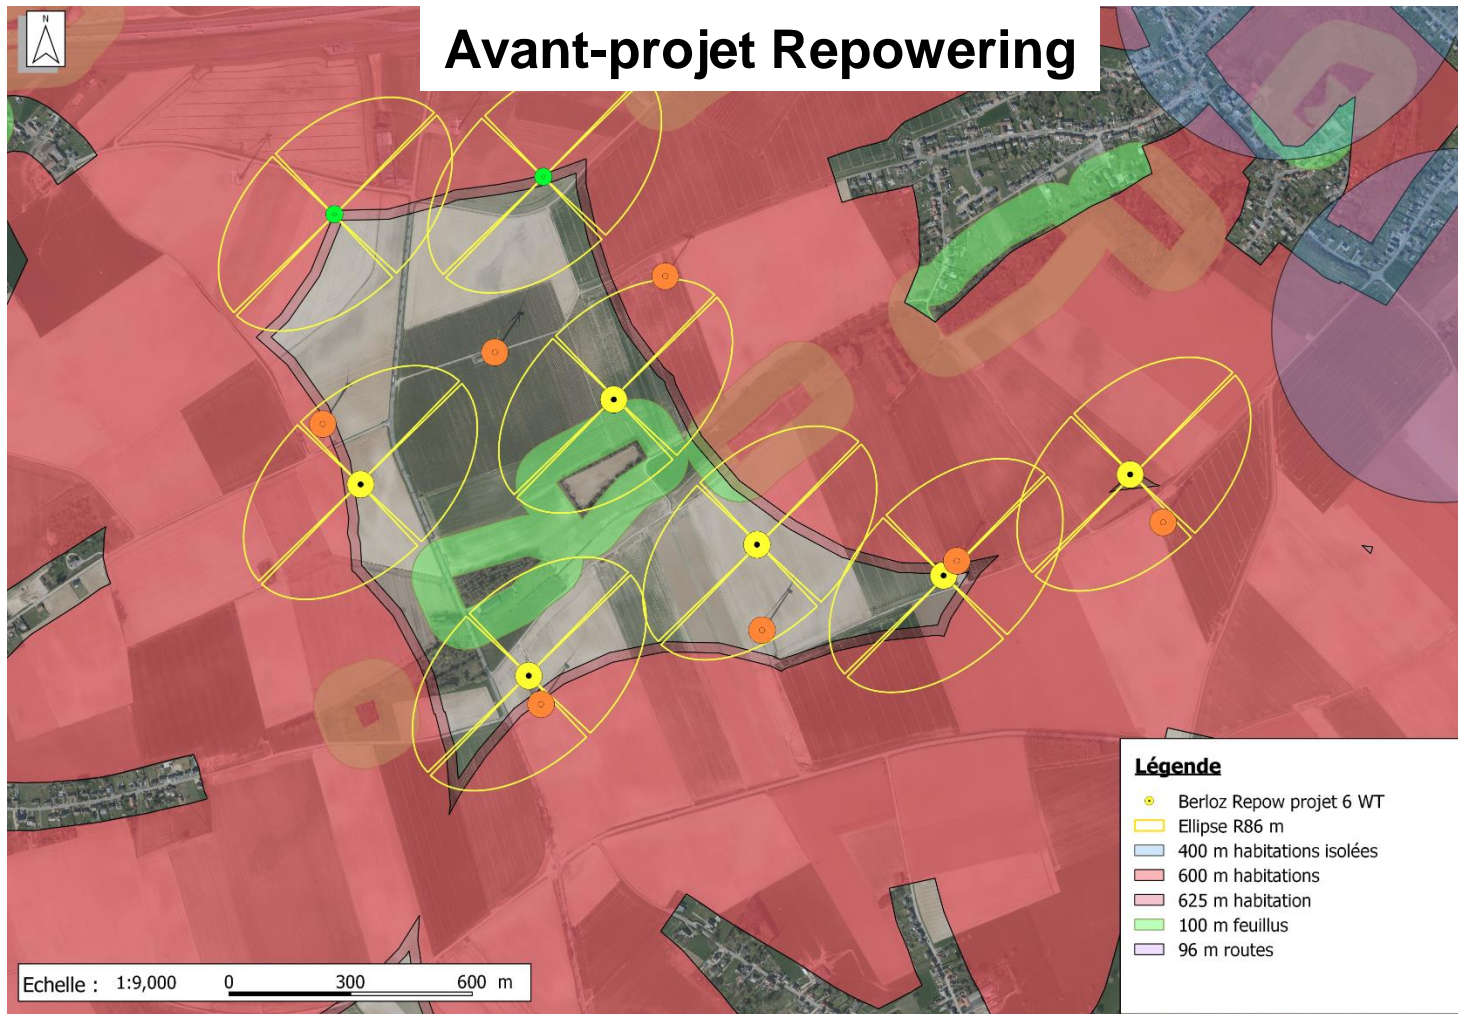 N
Avant-projet Repowering
Légende
Berloz Repow projet 6 WT
Ellipse R86 m
400 m habitations isolées
600 m habitations
625 m habitation
100 m feuillus
96 m routes
Echelle : 1:9,000 0 300 600 m